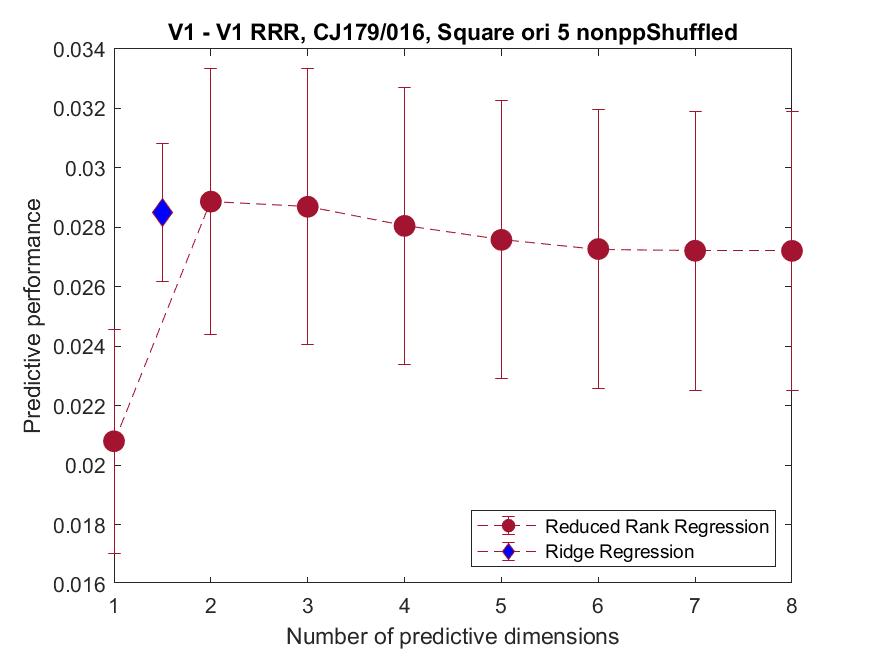 V1 - V1 RRR, CJ179/016, Square ori 5 nonppShuffled
0.034
0.032
0.03
0.028
0.026
0.024
0.022
0.02
0.018
0.016
Predictive performance
1 2 3 4 5 6 7 8
Number of predictive dimensions
Reduced Rank Regression
Ridge Regression